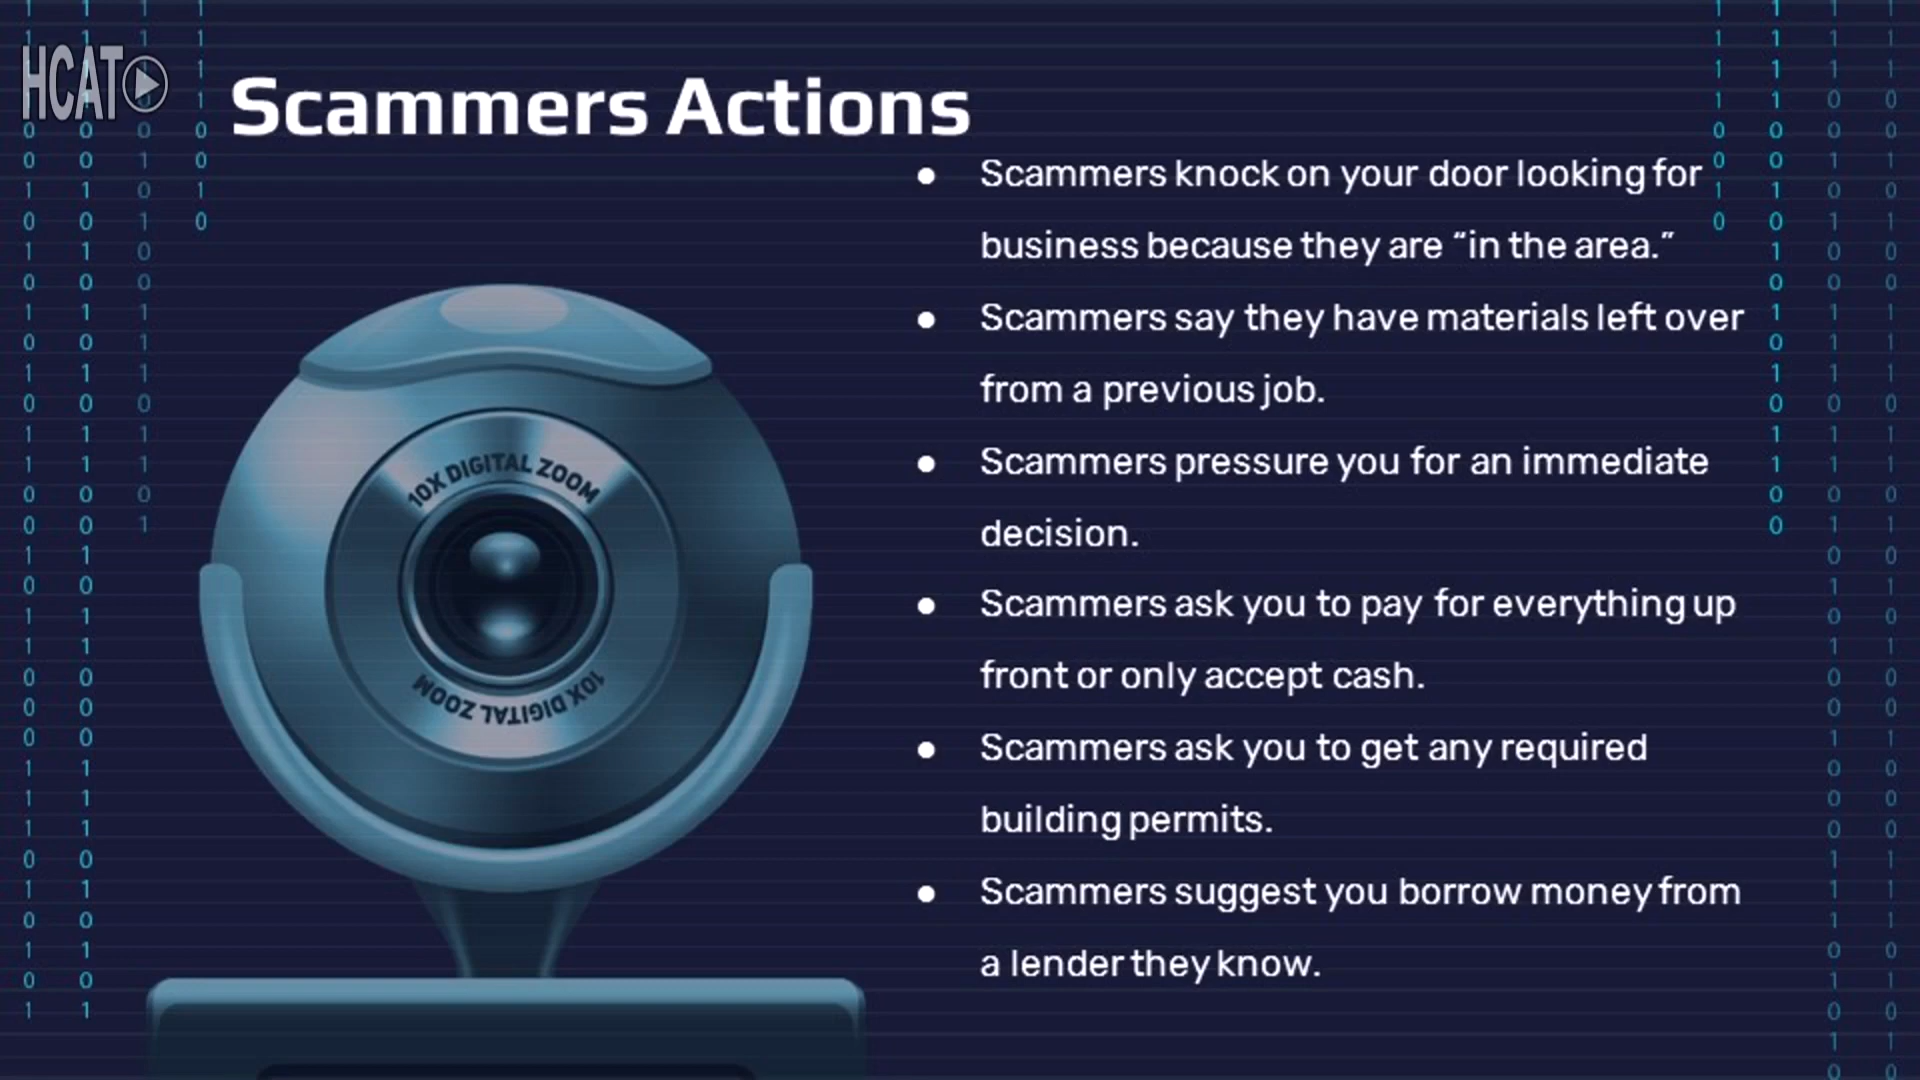 HCAT
Scammers Actions
● Scammers knock on your door looking for
business because they are “in the area.”
● Scammers say they have materials left over
from a previous job.
● Scammers pressure you for an immediate
decision.
● Scammers ask you to pay for everything up
front or only accept cash.
● Scammers ask you to get any required
building permits.
● Scammers suggest you borrow money from
a lender they know.
10X DIGITAL ZOOM
10X DIGITAL ZOOM